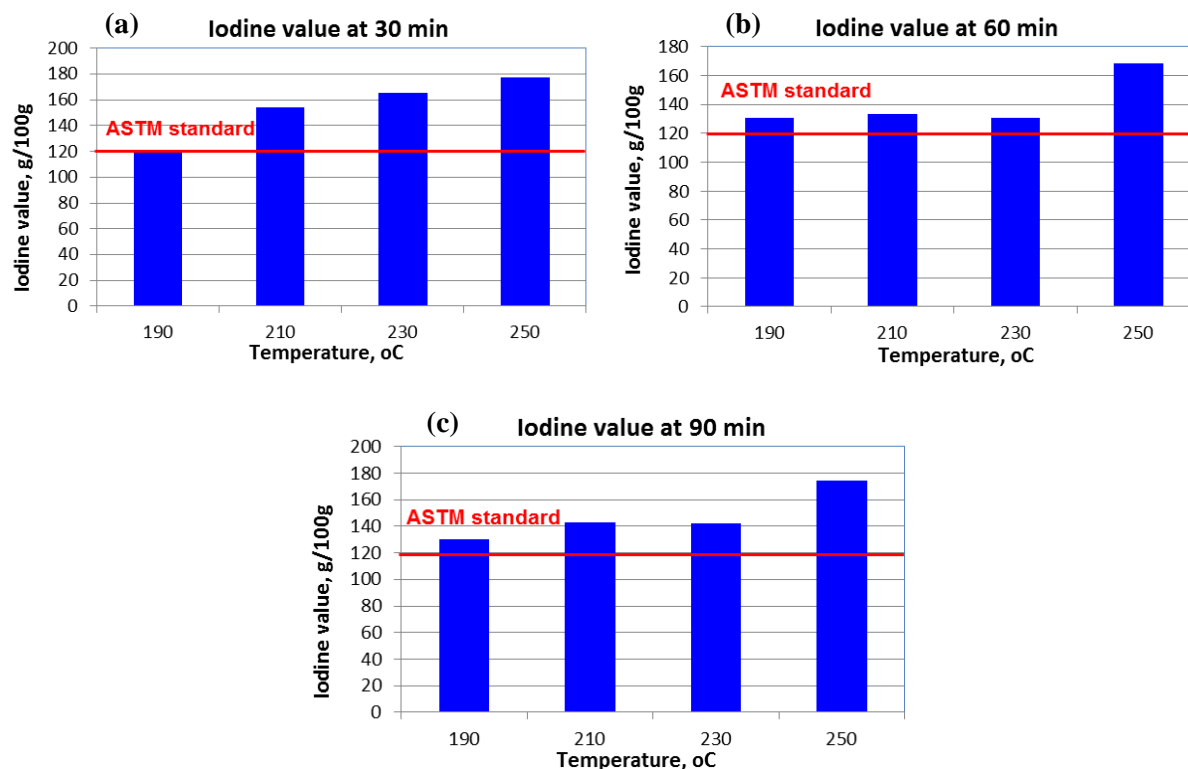 (a)
Iodine value at 30 min
Iodine value, g/100g
200
180
160
140
120
100
80
60
40
20
0
ASTM standard
190 210 230 250
Temperature, oC
(b)
Iodine value at 60 min
Iodine value, g/100g
180
160
140
120
100
80
60
40
20
0
ASTM standard
190 210 230 250
Temperature, oC
(c)
Iodine value at 90 min
Iodine value, g/100g
200
180
160
140
120
100
80
60
40
20
0
ASTM standard
190 210 230 250
Temperature, oC